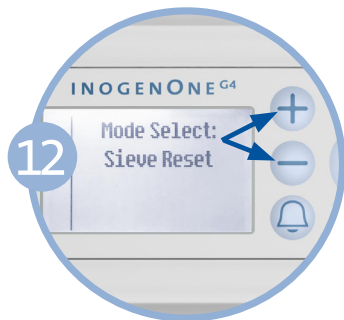 INOGENONE G4
Mode Select:
Sieve Reset
12
+
−